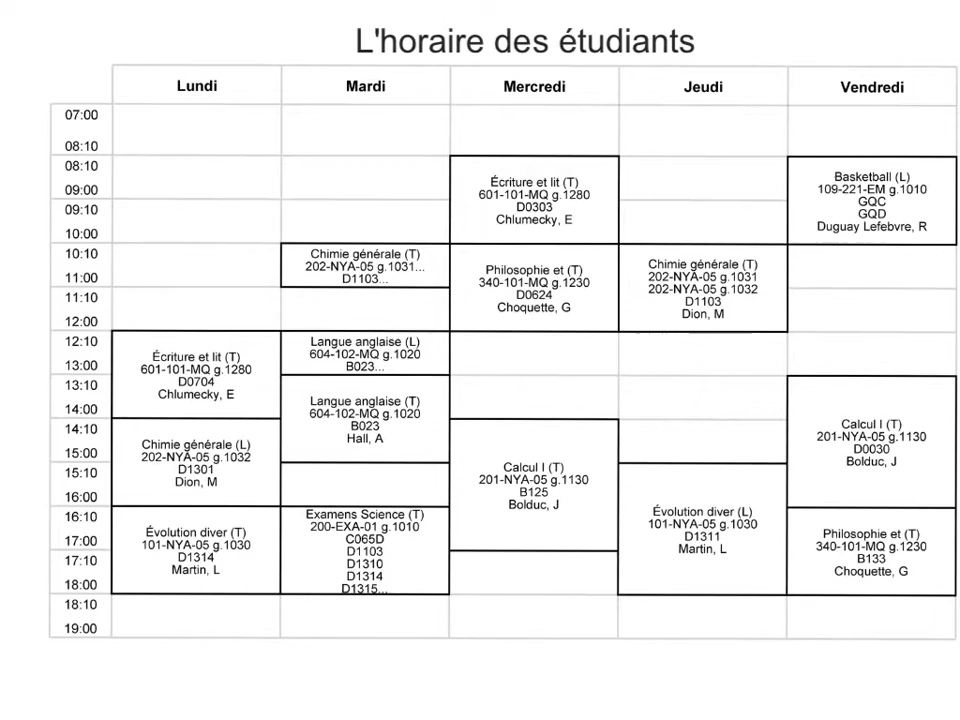 L'horaire des étudiants
Lundi Mardi Mercredi Jeudi Vendredi
07:00
08:10
08:10
09:00
09:10
10:00
10:10
11:00
11:10
12:00
12:10
13:00
13:10
14:00
14:10
15:00
15:10
16:00
16:10
17:00
17:10
18:00
18:10
19:00
Écriture et lit (T)
601-101-MQ g.1280
D0704
Chlumecky, E
Chimie générale (L)
202-NYA-05 g.1032
D1301
Dion, M
Évolution diver (T)
101-NYA-05 g.1030
D1314
Martin, L
Chimie générale (T)
202-NYA-05 g.1031...
D1103...
Langue anglaise (L)
604-102-MQ g.1020
B023...
Langue anglaise (T)
604-102-MQ g.1020
B023
Hall, A
Examens Science (T)
200-EXA-01 g.1010
C065D
D1103
D1310
D1314
D1315...
Écriture et lit (T)
601-101-MQ g.1280
D0303
Chlumecky, E
Philosophie et (T)
340-101-MQ g.1230
D0624
Choquette, G
Calcul I (T)
201-NYA-05 g.1130
B125
Bolduc, J
Chimie générale (T)
202-NYA-05 g.1031
202-NYA-05 g.1032
D1103
Dion, M
Évolution diver (L)
101-NYA-05 g.1030
D1311
Martin, L
Basketball (L)
109-221-EM g.1010
GQC
GQD
Duguay Lefebvre, R
Calcul I (T)
201-NYA-05 g.1130
D0030
Bolduc, J
Philosophie et (T)
340-101-MQ g.1230
B133
Choquette, G